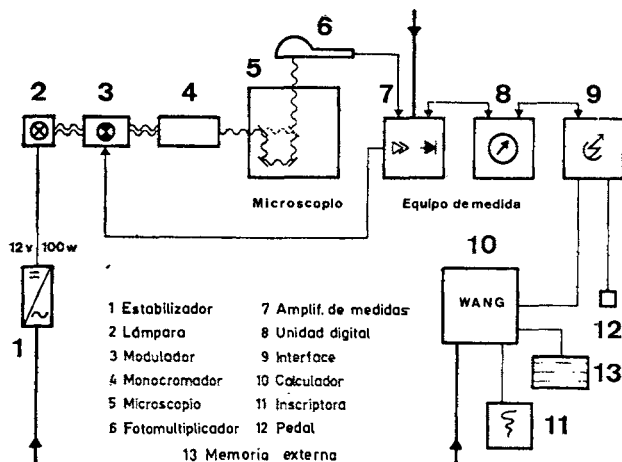 6
2
3
4
5
7
8
9
Microscopio
Equipo de medida
12v 100w
10
WANG
1
12
13
11
1 Estabilizador
2 Lámpara
3 Modulador
4 Monocromador
5 Microscopio
6 Fotomultiplicador
7 Amplif. de medidas
8 Unidad digital
9 Interface
10 Calculador
11 Inscriptora
12 Pedal
13 Memoria externa